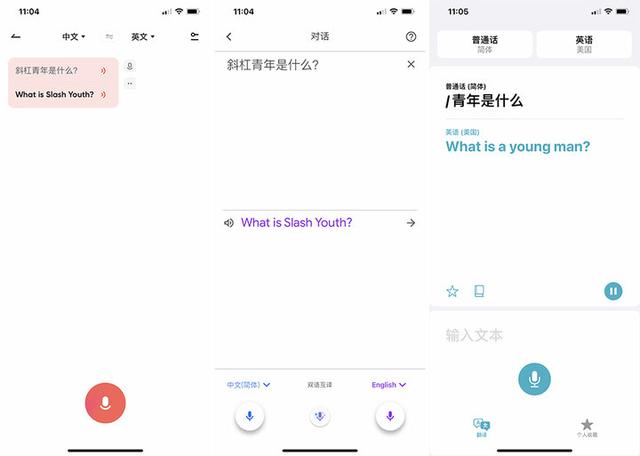 11:04
中文
英文
斜杠青年是什么?
What is Slash Youth?
11:04
对话
斜杠青年是什么?
What is Slash Youth?
中文(简体)
双语互译
English
11:05
普通话
简体
英语
美国
普通话 (简体)
/青年是什么
英语 (美国)
What is a young man?
输入文本
翻译
个人收藏